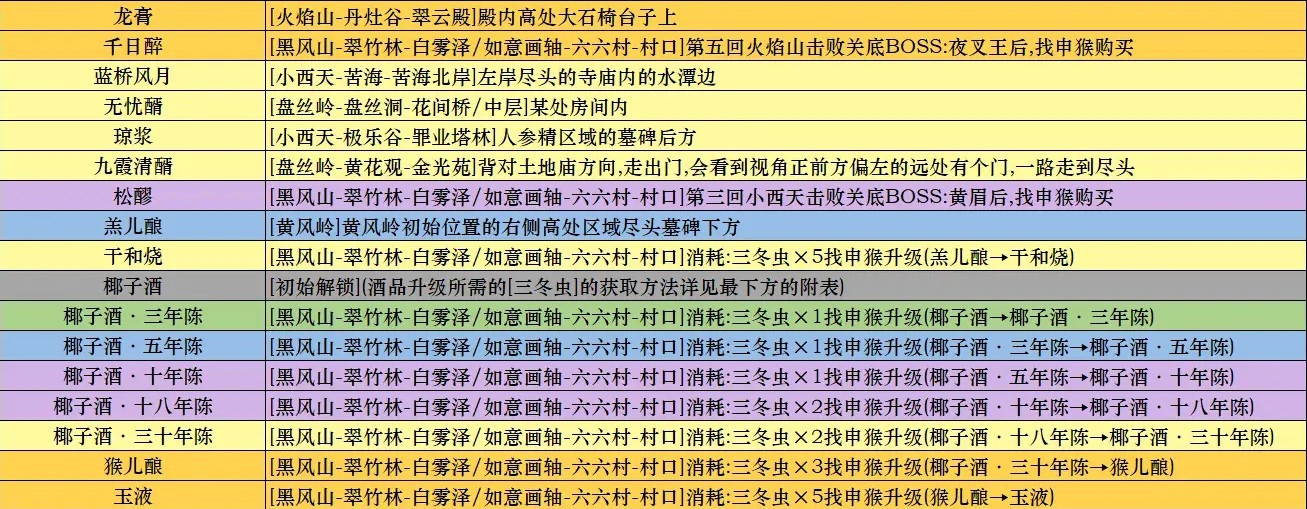 龙膏 [火焰山-丹灶谷-翠云殿]殿内高处大石椅台子上
千日醉 [黑风山-翠竹林-白雾泽/如意画轴-六六村-村口]第五回火焰山击败关底BOSS:夜叉王后,找申猴购买
蓝桥风月 [小西天-苦海-苦海北岸]左岸尽头的寺庙内的水潭边
无忧醑 [盘丝岭-盘丝洞-花间桥/中层]某处房间内
琼浆 [小西天-极乐谷-罪业塔林]人参精区域的墓碑后方
九霞清醑 [盘丝岭-黄花观-金光苑]背对土地庙方向,走出门,会看到视角正前方偏左的远处有个门,一路走到尽头
松醪 [黑风山-翠竹林-白雾泽/如意画轴-六六村-村口]第三回小西天击败关底BOSS:黄眉后,找申猴购买
羔儿酿 [黄风岭]黄风岭初始位置的右侧高处区域尽头墓碑下方
干和烧 [黑风山-翠竹林-白雾泽/如意画轴-六六村-村口]消耗:三冬虫×5找申猴升级(羔儿酿→干和烧)
椰子酒 [初始解锁](酒品升级所需的[三冬虫]的获取方法详见最下方的附表)
椰子酒·三年陈 [黑风山-翠竹林-白雾泽/如意画轴-六六村-村口]消耗:三冬虫×1找申猴升级(椰子酒→椰子酒·三年陈)
椰子酒·五年陈 [黑风山-翠竹林-白雾泽/如意画轴-六六村-村口]消耗:三冬虫×1找申猴升级(椰子酒·三年陈→椰子酒·五年陈)
椰子酒·十年陈 [黑风山-翠竹林-白雾泽/如意画轴-六六村-村口]消耗:三冬虫×1找申猴升级(椰子酒·五年陈→椰子酒·十年陈)
椰子酒·十八年陈 [黑风山-翠竹林-白雾泽/如意画轴-六六村-村口]消耗:三冬虫×2找申猴升级(椰子酒·十年陈→椰子酒·十八年陈)
椰子酒·三十年陈 [黑风山-翠竹林-白雾泽/如意画轴-六六村-村口]消耗:三冬虫×2找申猴升级(椰子酒·十八年陈→椰子酒·三十年陈)
猴儿酿 [黑风山-翠竹林-白雾泽/如意画轴-六六村-村口]消耗:三冬虫×3找申猴升级(椰子酒·三十年陈→猴儿酿)
玉液 [黑风山-翠竹林-白雾泽/如意画轴-六六村-村口]消耗:三冬虫×5找申猴升级(猴儿酿→玉液)